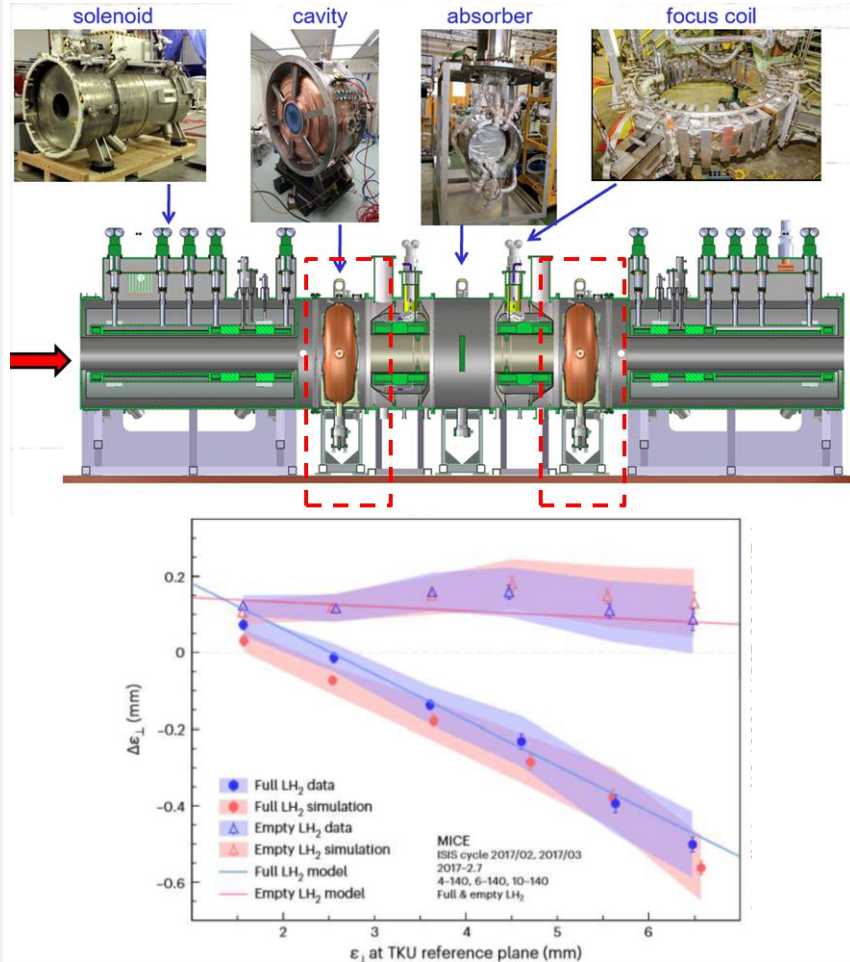 solenoid cavity absorber focus coil
0.2
0
−0.2
−0.4
−0.6
Δε⊥ (mm)
Full LH₂ data
Full LH₂ simulation
Empty LH₂ data
Empty LH₂ simulation
Full LH₂ model
Empty LH₂ model
MICE
ISIS cycle 2017/02, 2017/03
2017–2.7
4–140, 6–140, 10–140
Full & empty LH₂
2 3 4 5 6
ε⊥ at TKU reference plane (mm)